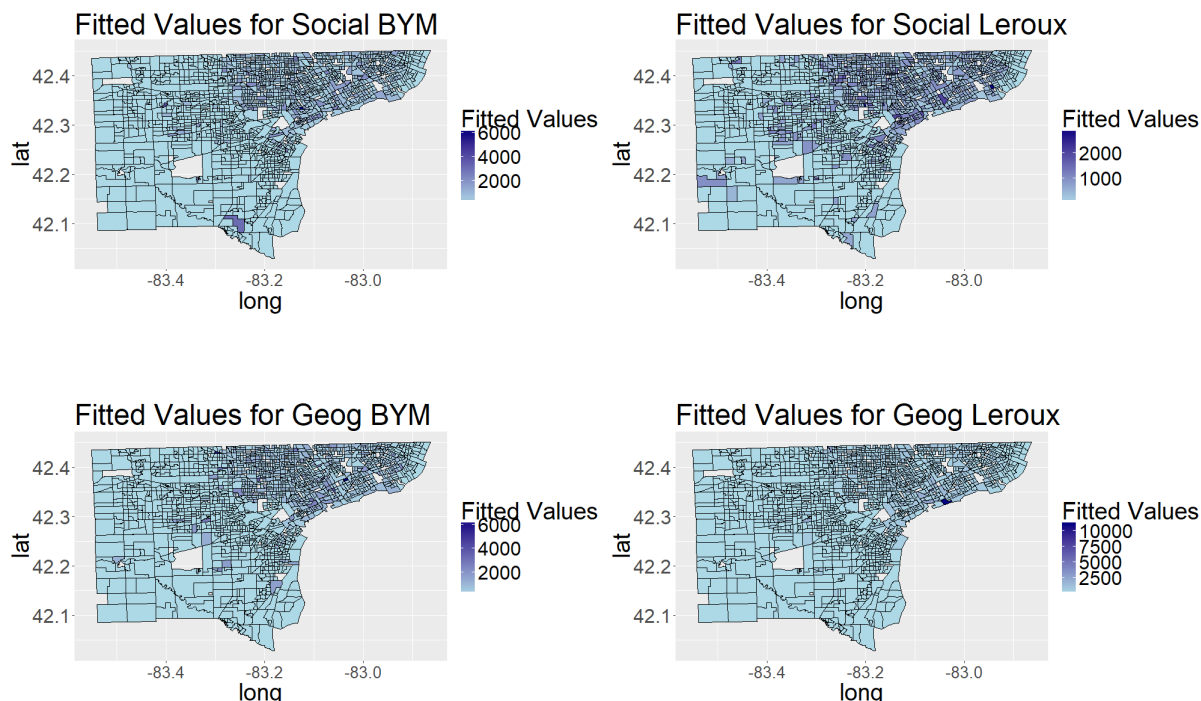 Fitted Values for Social BYM
42.4
42.3
42.2
42.1
lat
-83.4
-83.2
-83.0
long
Fitted Values
6000
4000
2000
Fitted Values for Social Leroux
42.4
42.3
42.2
42.1
lat
-83.4
-83.2
-83.0
long
Fitted Values
2000
1000
Fitted Values for Geog BYM
42.4
42.3
42.2
42.1
lat
-83.4
-83.2
-83.0
long
Fitted Values
6000
4000
2000
Fitted Values for Geog Leroux
42.4
42.3
42.2
42.1
lat
-83.4
-83.2
-83.0
long
Fitted Values
10000
7500
5000
2500